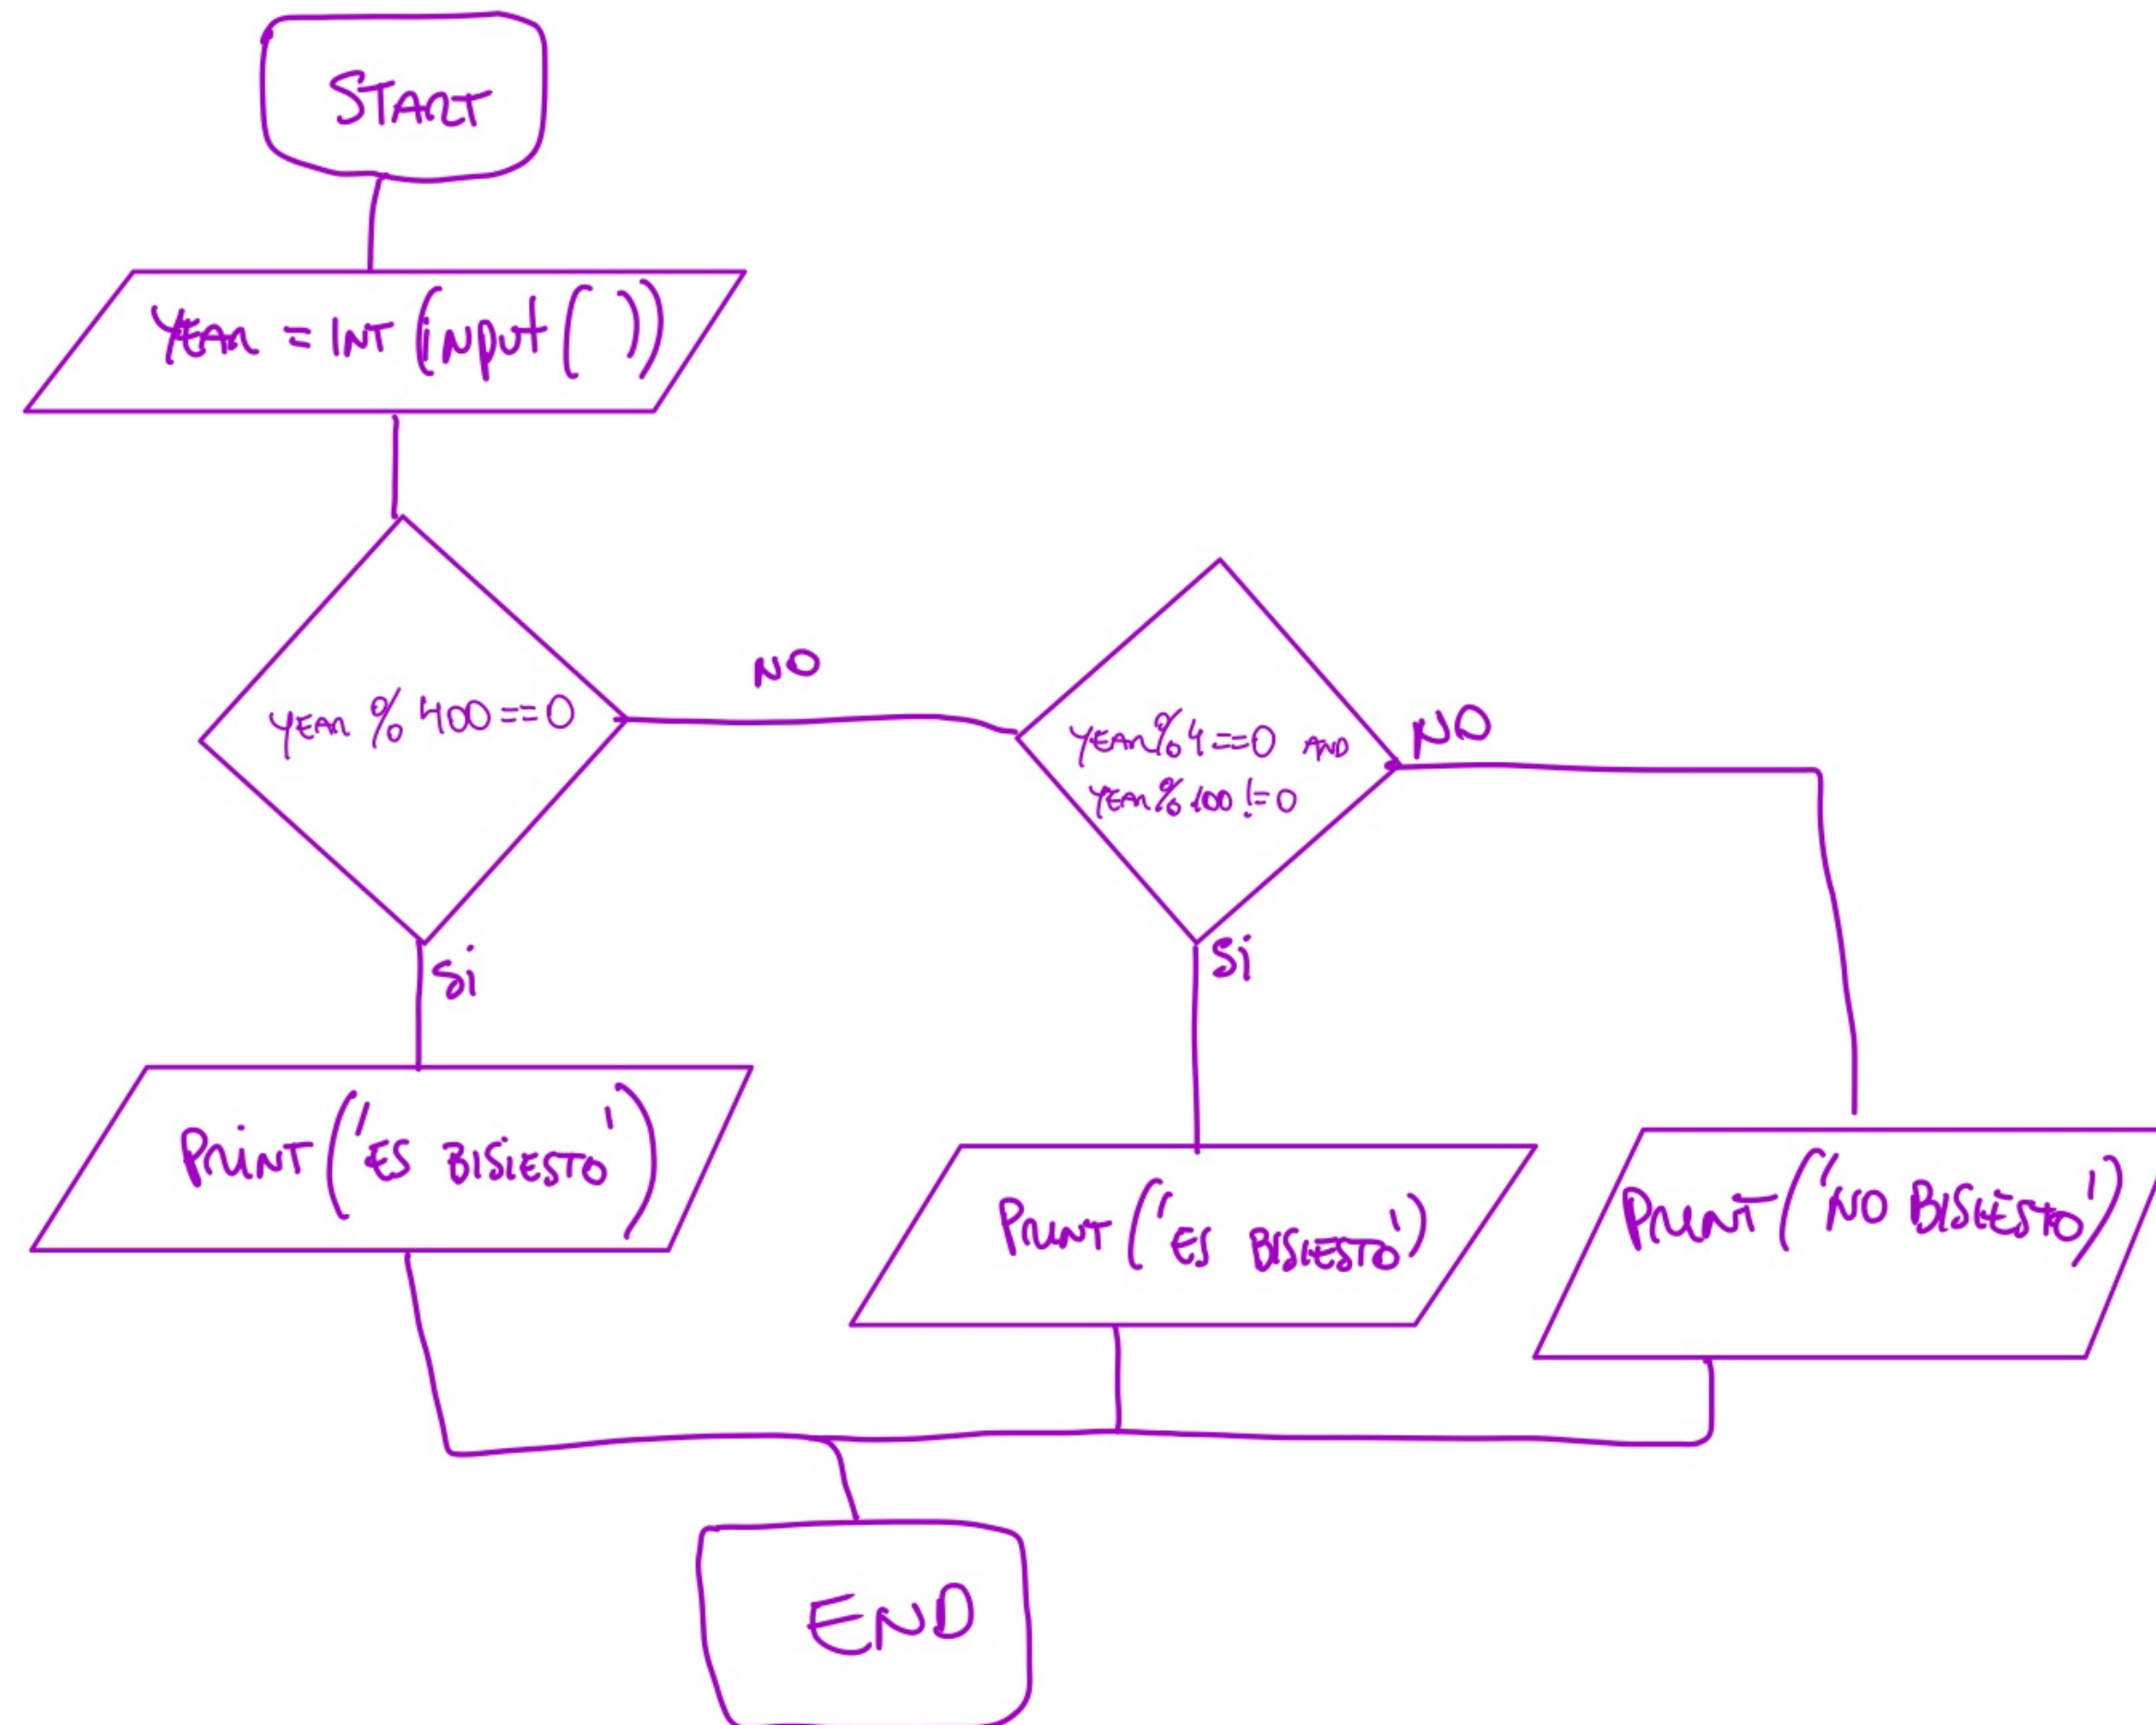 START
YEAR = INT (input ( ))
YEAR % 400 == 0
NO
YEAR % 4 == 0 AND
YEAR % 100 != 0
NO
Si
Si
PRINT ('ES BISIESTO')
PRINT ('ES BISIESTO')
PRINT ('NO BISIESTO')
END